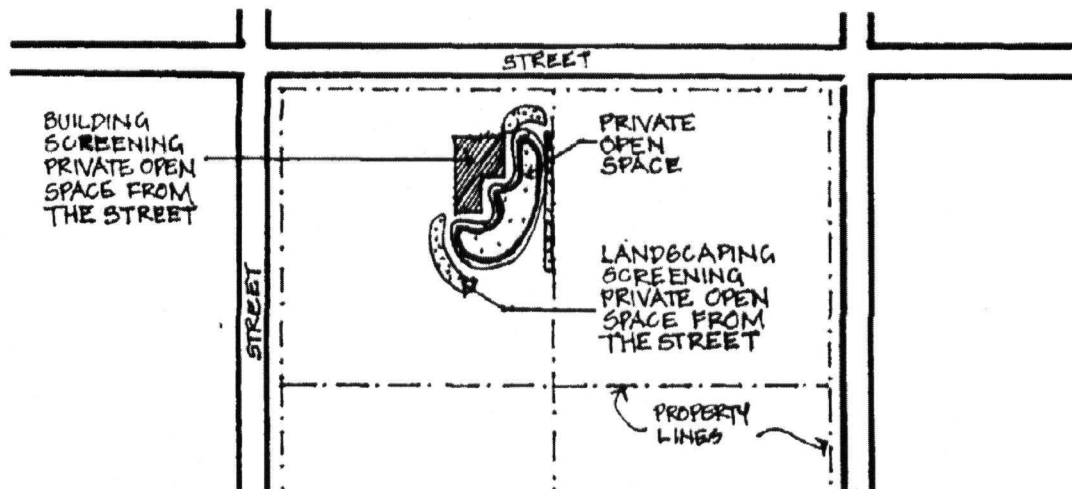 STREET
BUILDING
SCREENING
PRIVATE OPEN
SPACE FROM
THE STREET
PRIVATE
OPEN
SPACE
LANDSCAPING
SCREENING
PRIVATE OPEN
SPACE FROM
THE STREET
STREET
PROPERTY
LINES